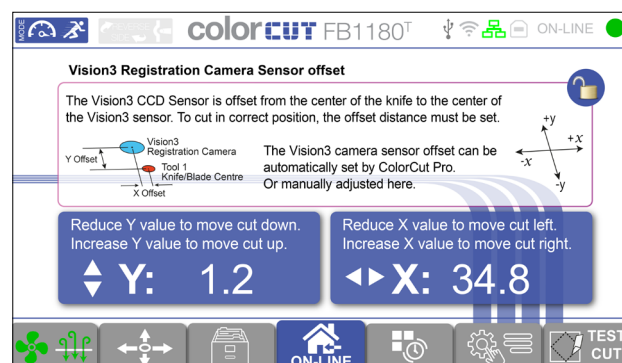 MODE
colorCUT FB1180T
ON-LINE
Vision3 Registration Camera Sensor offset
The Vision3 CCD Sensor is offset from the center of the knife to the center of
the Vision3 sensor. To cut in correct position, the offset distance must be set.
Vision3
Registration Camera
Y Offset
Tool 1
Knife/Blade Centre
X Offset
The Vision3 camera sensor offset can be
automatically set by ColorCut Pro.
Or manually adjusted here.
+y
+x
-x
-y
Reduce Y value to move cut down.
Increase Y value to move cut up.
Y: 1.2
Reduce X value to move cut left.
Increase X value to move cut right.
X: 34.8
ON-LINE
TEST
CUT